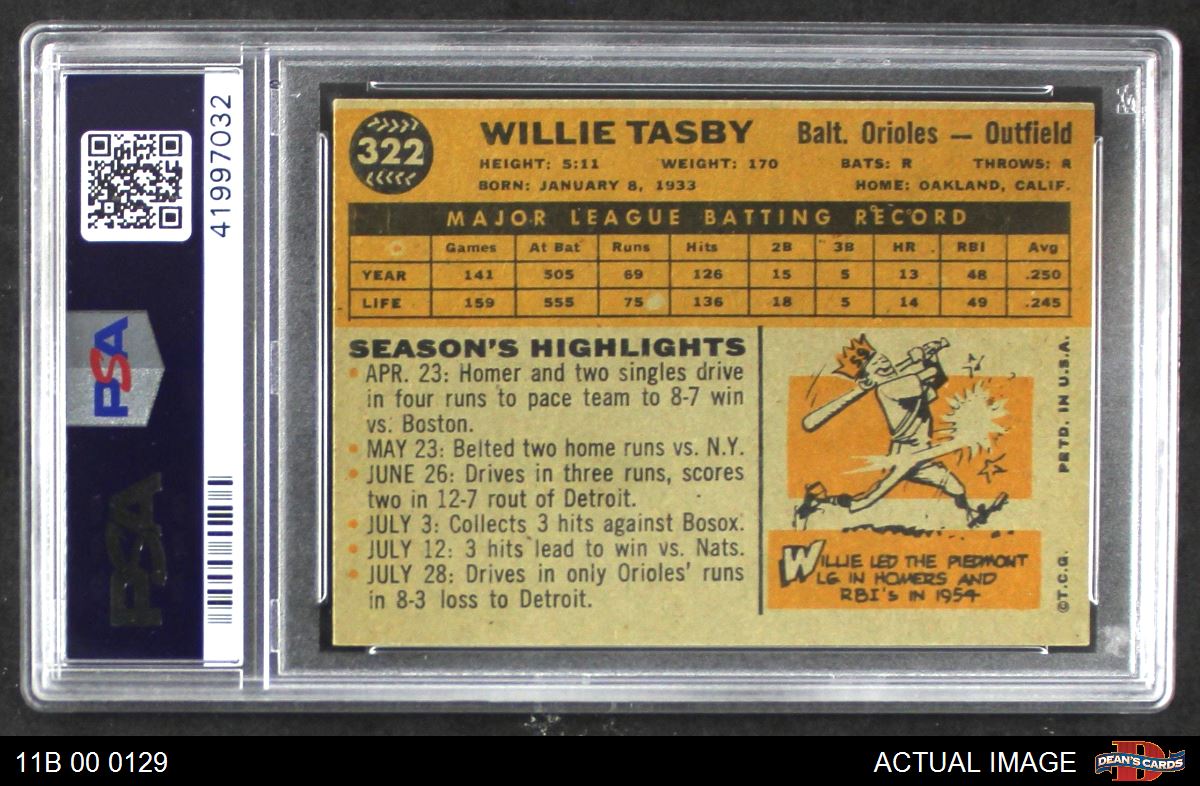 41997032
PSA
PSA
322
WILLIE TASBY Balt. Orioles — Outfield
HEIGHT: 5:11 WEIGHT: 170 BATS: R THROWS: R
BORN: JANUARY 8, 1933 HOME: OAKLAND, CALIF.
MAJOR LEAGUE BATTING RECORD
Games At Bat Runs Hits 2B 3B HR RBI Avg
YEAR 141 505 69 126 15 5 13 48 .250
LIFE 159 555 75 136 18 5 14 49 .245
SEASON'S HIGHLIGHTS
• APR. 23: Homer and two singles drive
in four runs to pace team to 8-7 win
vs. Boston.
• MAY 23: Belted two home runs vs. N.Y.
• JUNE 26: Drives in three runs, scores
two in 12-7 rout of Detroit.
• JULY 3: Collects 3 hits against Bosox.
• JULY 12: 3 hits lead to win vs. Nats.
• JULY 28: Drives in only Orioles' runs
in 8-3 loss to Detroit.
WILLIE LED THE PIEDMONT
LG IN HOMERS AND
RBI's IN 1954
©T.C.G. PRTD. IN U.S.A.
11B 00 0129 ACTUAL IMAGE
D
DEAN'S CARDS